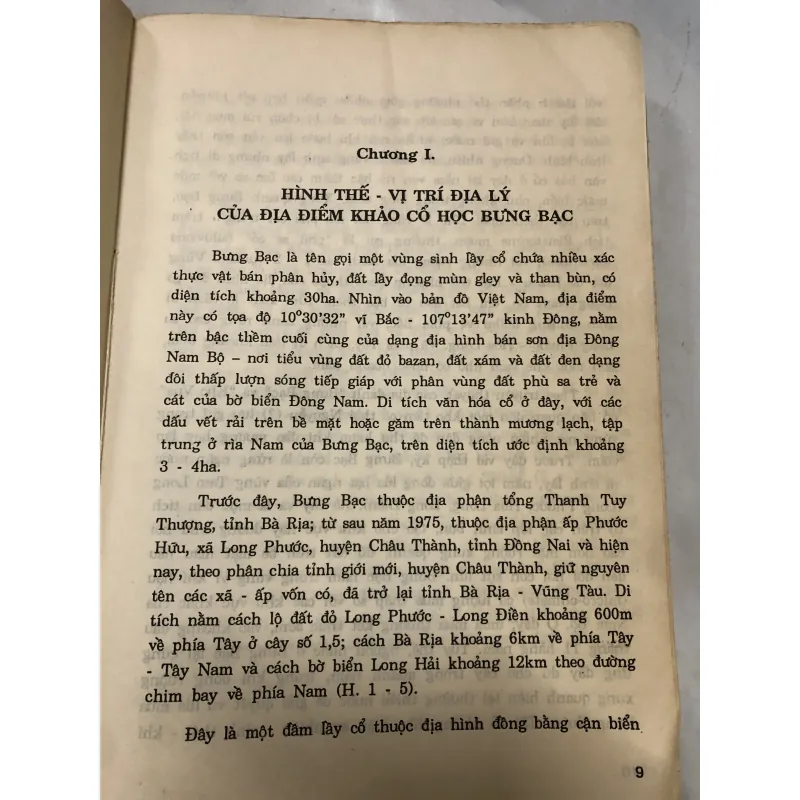 Chương I.
HÌNH THẾ - VỊ TRÍ ĐỊA LÝ
CỦA ĐỊA ĐIỂM KHẢO CỔ HỌC BƯNG BẠC
Bưng Bạc là tên gọi một vùng sình lầy cổ chứa nhiều xác
thực vật bán phân hủy, đất lầy đọng mùn gley và than bùn, có
diện tích khoảng 30ha. Nhìn vào bản đồ Việt Nam, địa điểm
này có tọa độ 10°30'32" vĩ Bắc - 107°13'47" kinh Đông, nằm
trên bậc thềm cuối cùng của dạng địa hình bán sơn địa Đông
Nam Bộ – nơi tiểu vùng đất đỏ bazan, đất xám và đất đen dạng
đồi thấp lượn sóng tiếp giáp với phân vùng đất phù sa trẻ và
cát của bờ biển Đông Nam. Di tích văn hóa cổ ở đây, với các
dấu vết rải trên bề mặt hoặc găm trên thành mương lạch, tập
trung ở rìa Nam của Bưng Bạc, trên diện tích ước định khoảng
3 - 4ha.
Trước đây, Bưng Bạc thuộc địa phận tổng Thanh Tuy
Thượng, tỉnh Bà Rịa; từ sau năm 1975, thuộc địa phận ấp Phước
Hữu, xã Long Phước, huyện Châu Thành, tỉnh Đồng Nai và hiện
nay, theo phân chia tỉnh giới mới, huyện Châu Thành, giữ nguyên
tên các xã - ấp vốn có, đã trở lại tỉnh Bà Rịa - Vũng Tàu. Di
tích nằm cách lộ đất đỏ Long Phước - Long Điền khoảng 600m
về phía Tây ở cây số 1,5; cách Bà Rịa khoảng 6km về phía Tây
- Tây Nam và cách bờ biển Long Hải khoảng 12km theo đường
chim bay về phía Nam (H. 1 - 5).
Đây là một đầm lầy cổ thuộc địa hình đồng bằng cận biển
9